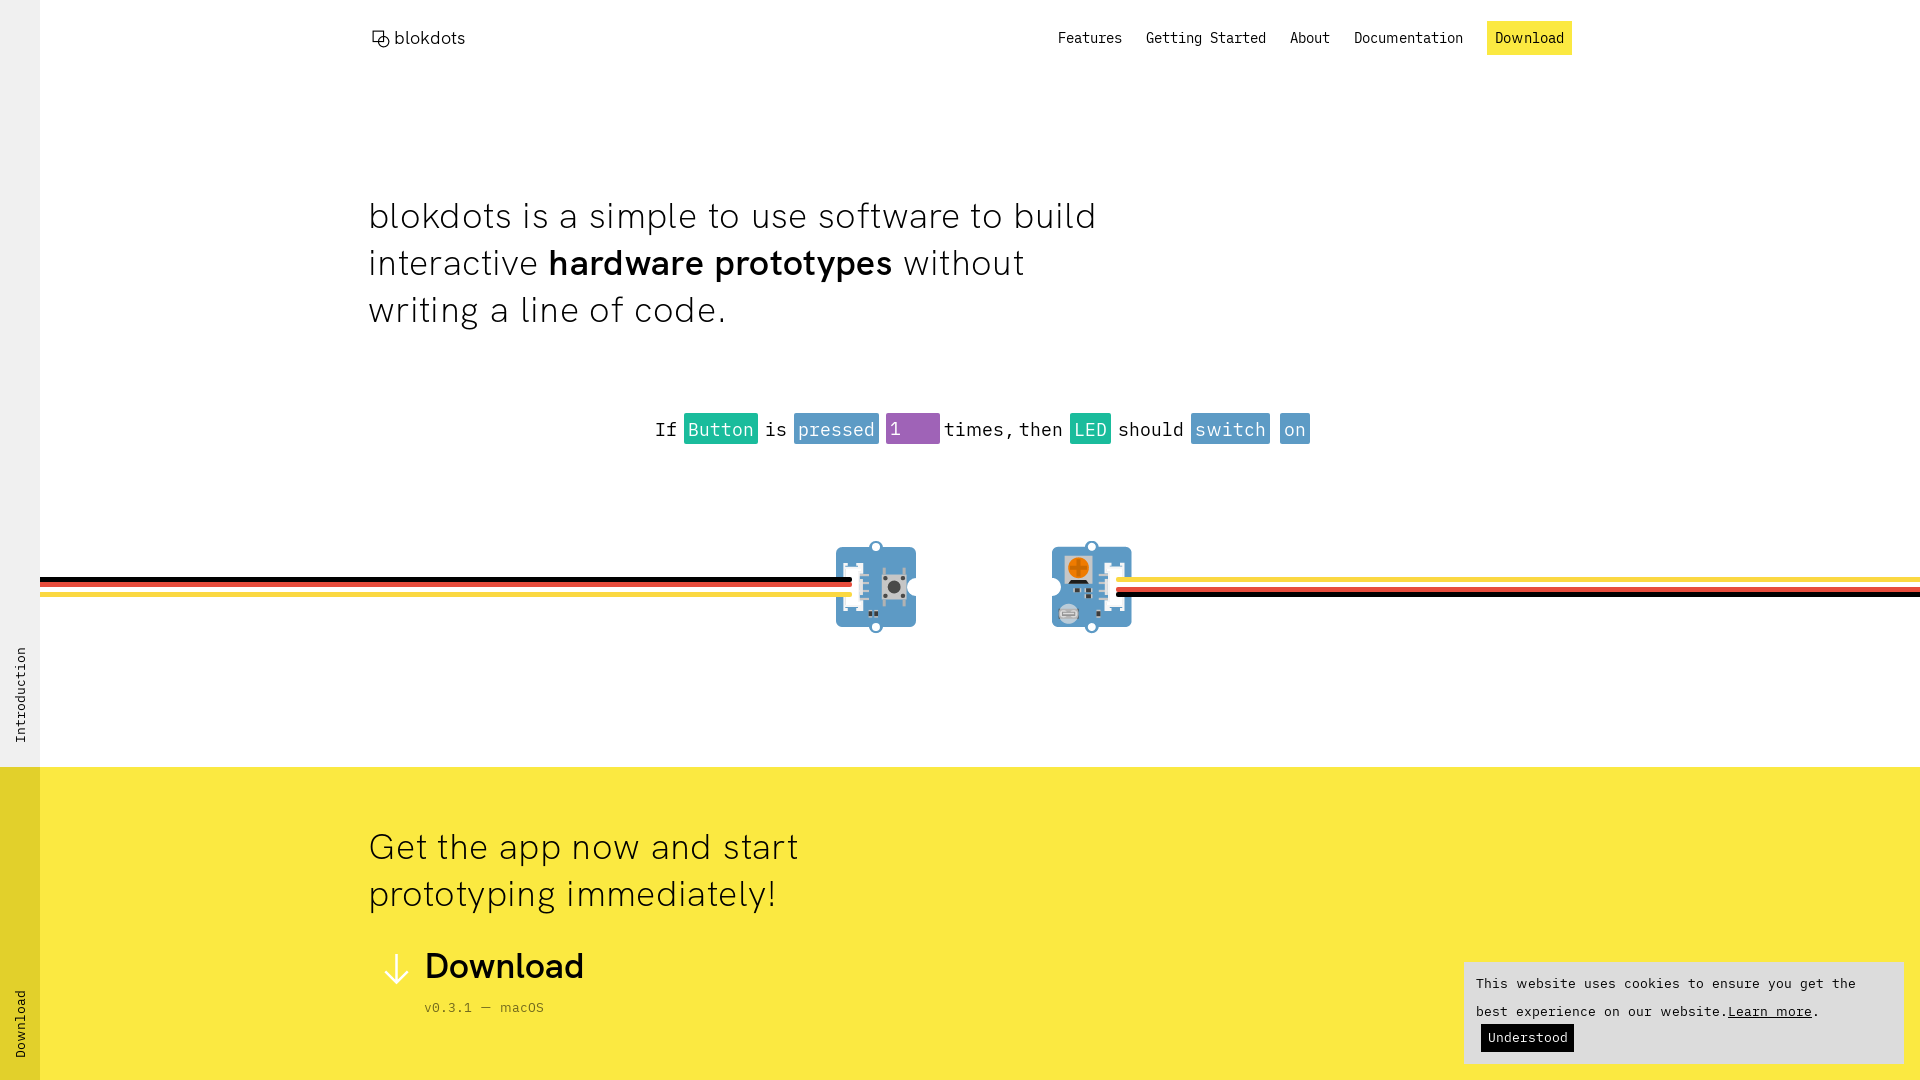 blokdots
Features
Getting Started
About
Documentation
Download
blokdots is a simple to use software to build
interactive hardware prototypes without
writing a line of code.
If Button is pressed 1 times, then LED should switch on
Introduction
Get the app now and start
prototyping immediately!
Download
v0.3.1 — macOS
Download
This website uses cookies to ensure you get the
best experience on our website.Learn more.
Understood